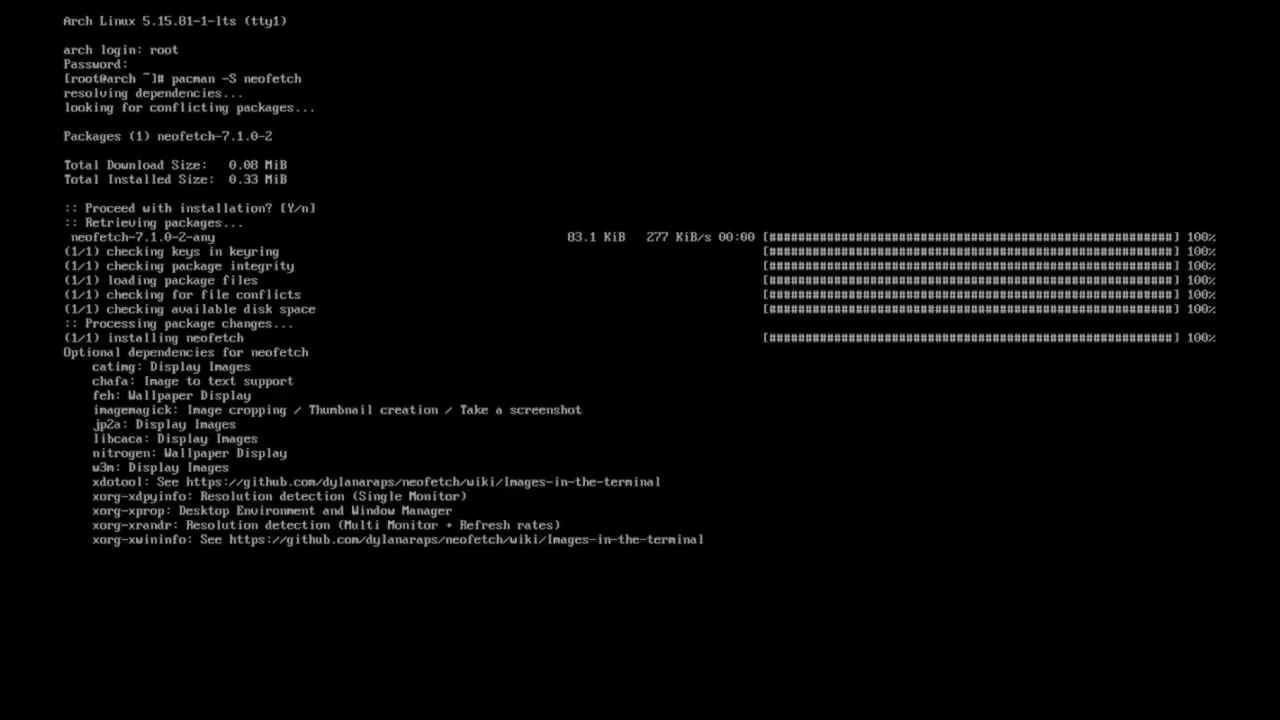 Arch Linux 5.15.81-1-lts (tty1)
arch login: root
Password:
[root@arch ~]# pacman -S neofetch
resolving dependencies...
looking for conflicting packages...
Packages (1) neofetch-7.1.0-2
Total Download Size:   0.08 MiB
Total Installed Size:  0.33 MiB
:: Proceed with installation? [Y/n]
:: Retrieving packages...
neofetch-7.1.0-2-any 83.1 KiB 277 KiB/s 00:00 [########################################################] 100%
(1/1) checking keys in keyring [########################################################] 100%
(1/1) checking package integrity [########################################################] 100%
(1/1) loading package files [########################################################] 100%
(1/1) checking for file conflicts [########################################################] 100%
(1/1) checking available disk space [########################################################] 100%
:: Processing package changes...
(1/1) installing neofetch [########################################################] 100%
Optional dependencies for neofetch
catimg: Display Images
chafa: Image to text support
feh: Wallpaper Display
imagemagick: Image cropping / Thumbnail creation / Take a screenshot
jp2a: Display Images
libcaca: Display Images
nitrogen: Wallpaper Display
w3m: Display Images
xdotool: See https://github.com/dylanaraps/neofetch/wiki/Images-in-the-terminal
xorg-xdpyinfo: Resolution detection (Single Monitor)
xorg-xprop: Desktop Environment and Window Manager
xorg-xrandr: Resolution detection (Multi Monitor + Refresh rates)
xorg-xwininfo: See https://github.com/dylanaraps/neofetch/wiki/Images-in-the-terminal